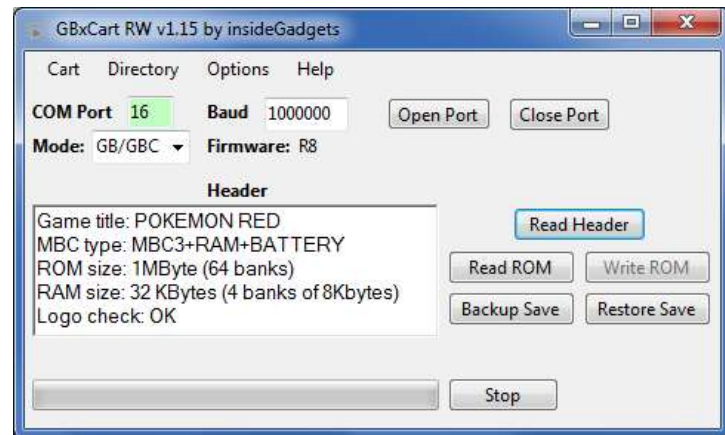 GBxCart RW v1.15 by insideGadgets
Cart Directory Options Help
COM Port 16 Baud 1000000 Open Port Close Port
Mode: GB/GBC Firmware: R8
Header
Game title: POKEMON RED
MBC type: MBC3+RAM+BATTERY
ROM size: 1MByte (64 banks)
RAM size: 32 KBytes (4 banks of 8Kbytes)
Logo check: OK
Read Header
Read ROM Write ROM
Backup Save Restore Save
Stop